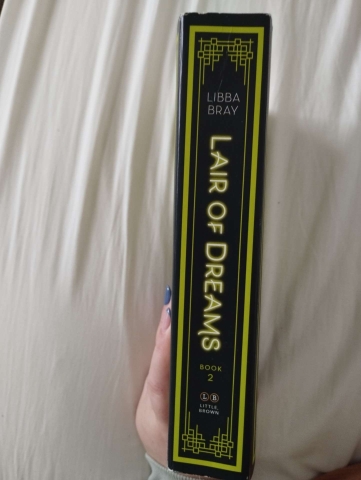 LIBBA
BRAY
LAIR OF DREAMS
BOOK
2
LB
LITTLE,
BROWN